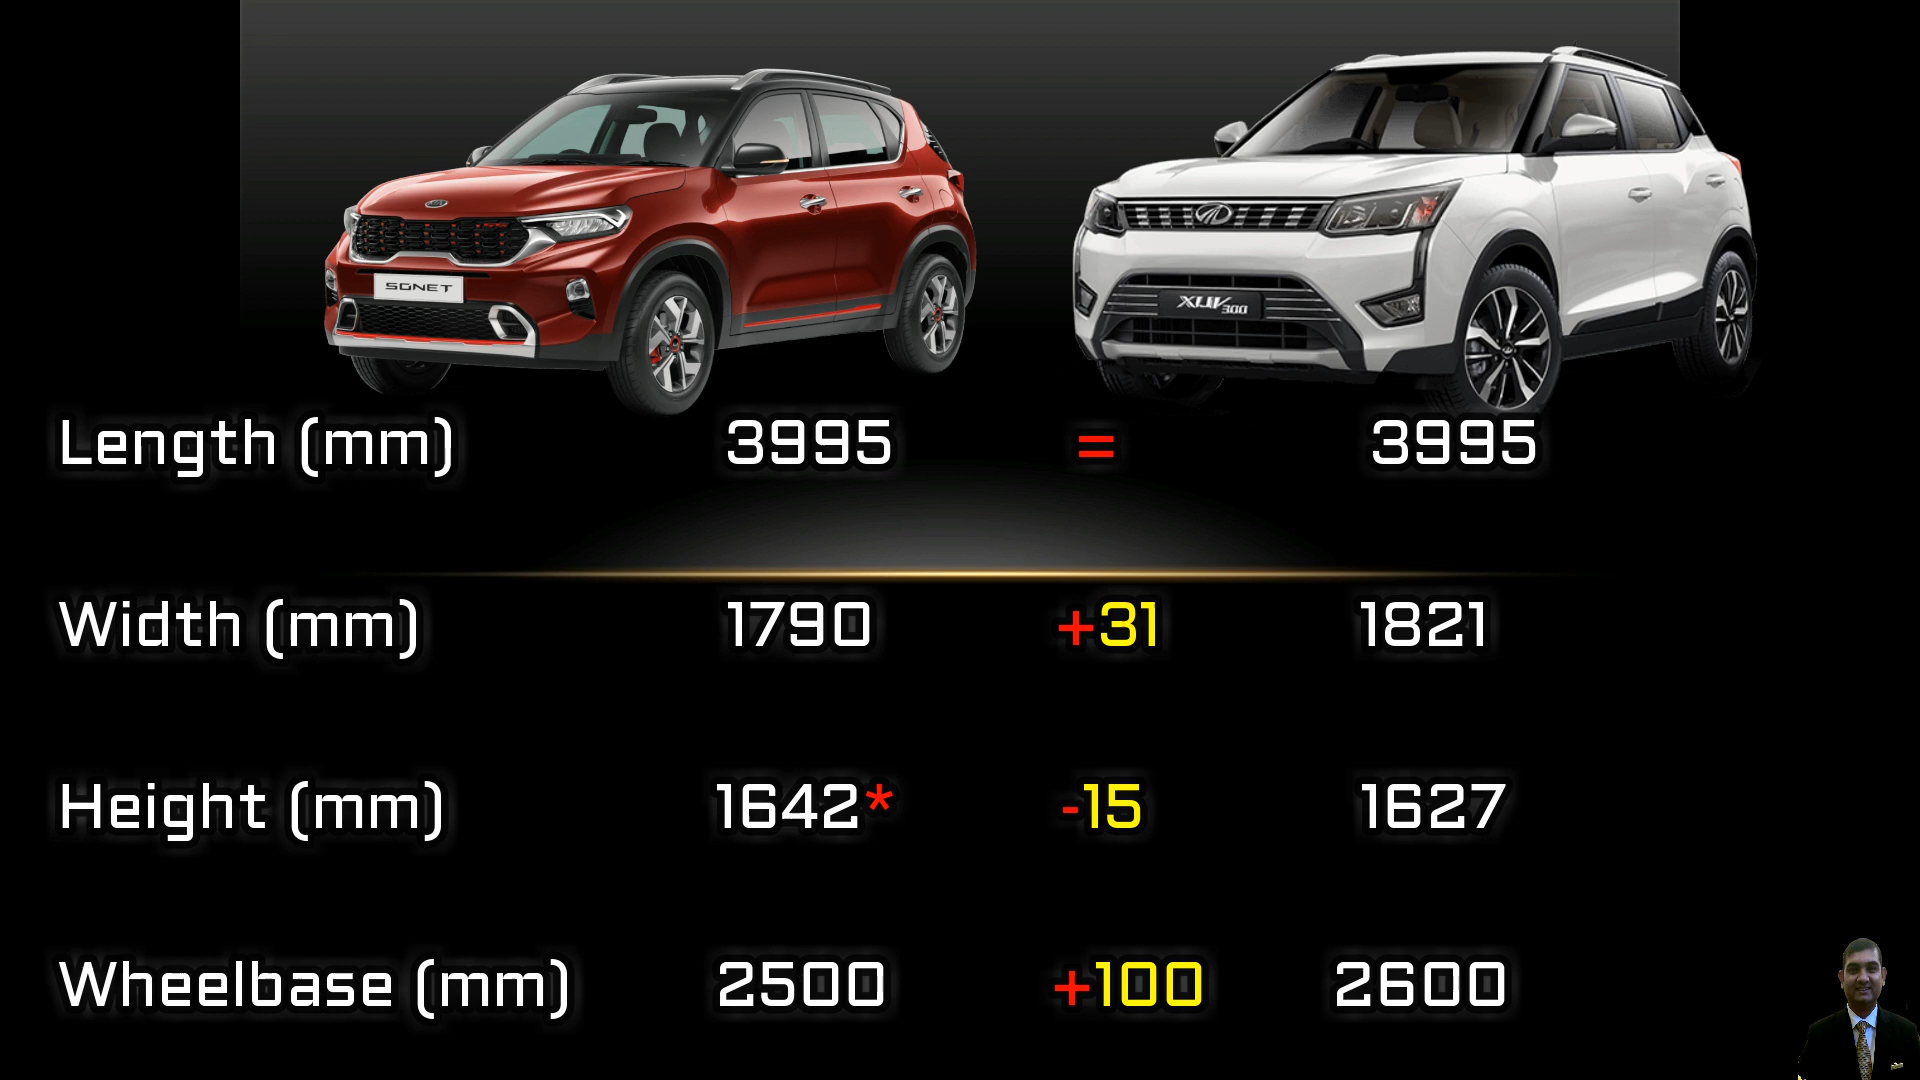 SONET
XUV300
Length (mm) 3995 = 3995
Width (mm) 1790 +31 1821
Height (mm) 1642* -15 1627
Wheelbase (mm) 2500 +100 2600